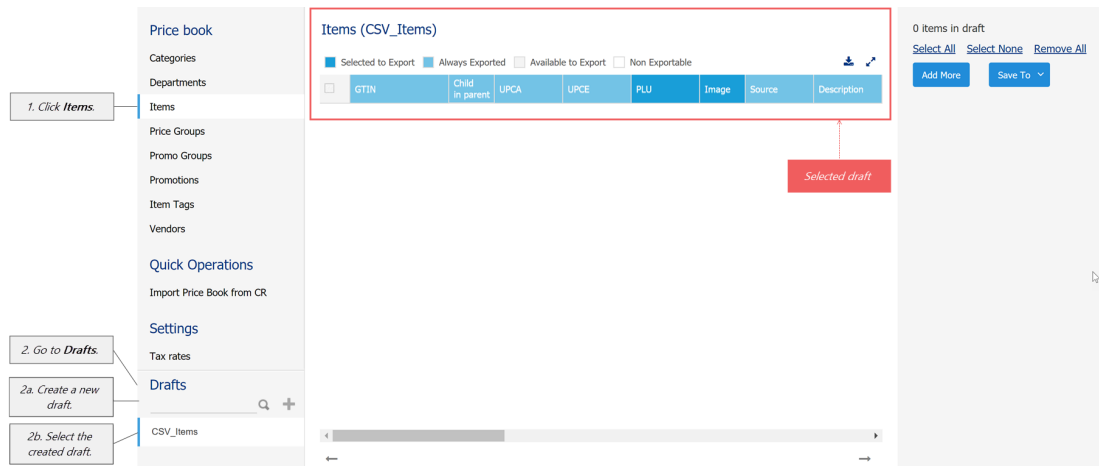 Price book
Categories
Departments
1. Click Items.
Items
Price Groups
Promo Groups
Promotions
Item Tags
Vendors
Quick Operations
Import Price Book from CR
Settings
2. Go to Drafts.
Tax rates
Drafts
2a. Create a new
draft.
2b. Select the
created draft.
CSV_Items
Items (CSV_Items)
Selected to Export Always Exported Available to Export Non Exportable
GTIN Child
in parent UPCA UPCE PLU Image Source Description
Selected draft
0 items in draft
Select All Select None Remove All
Add More Save To